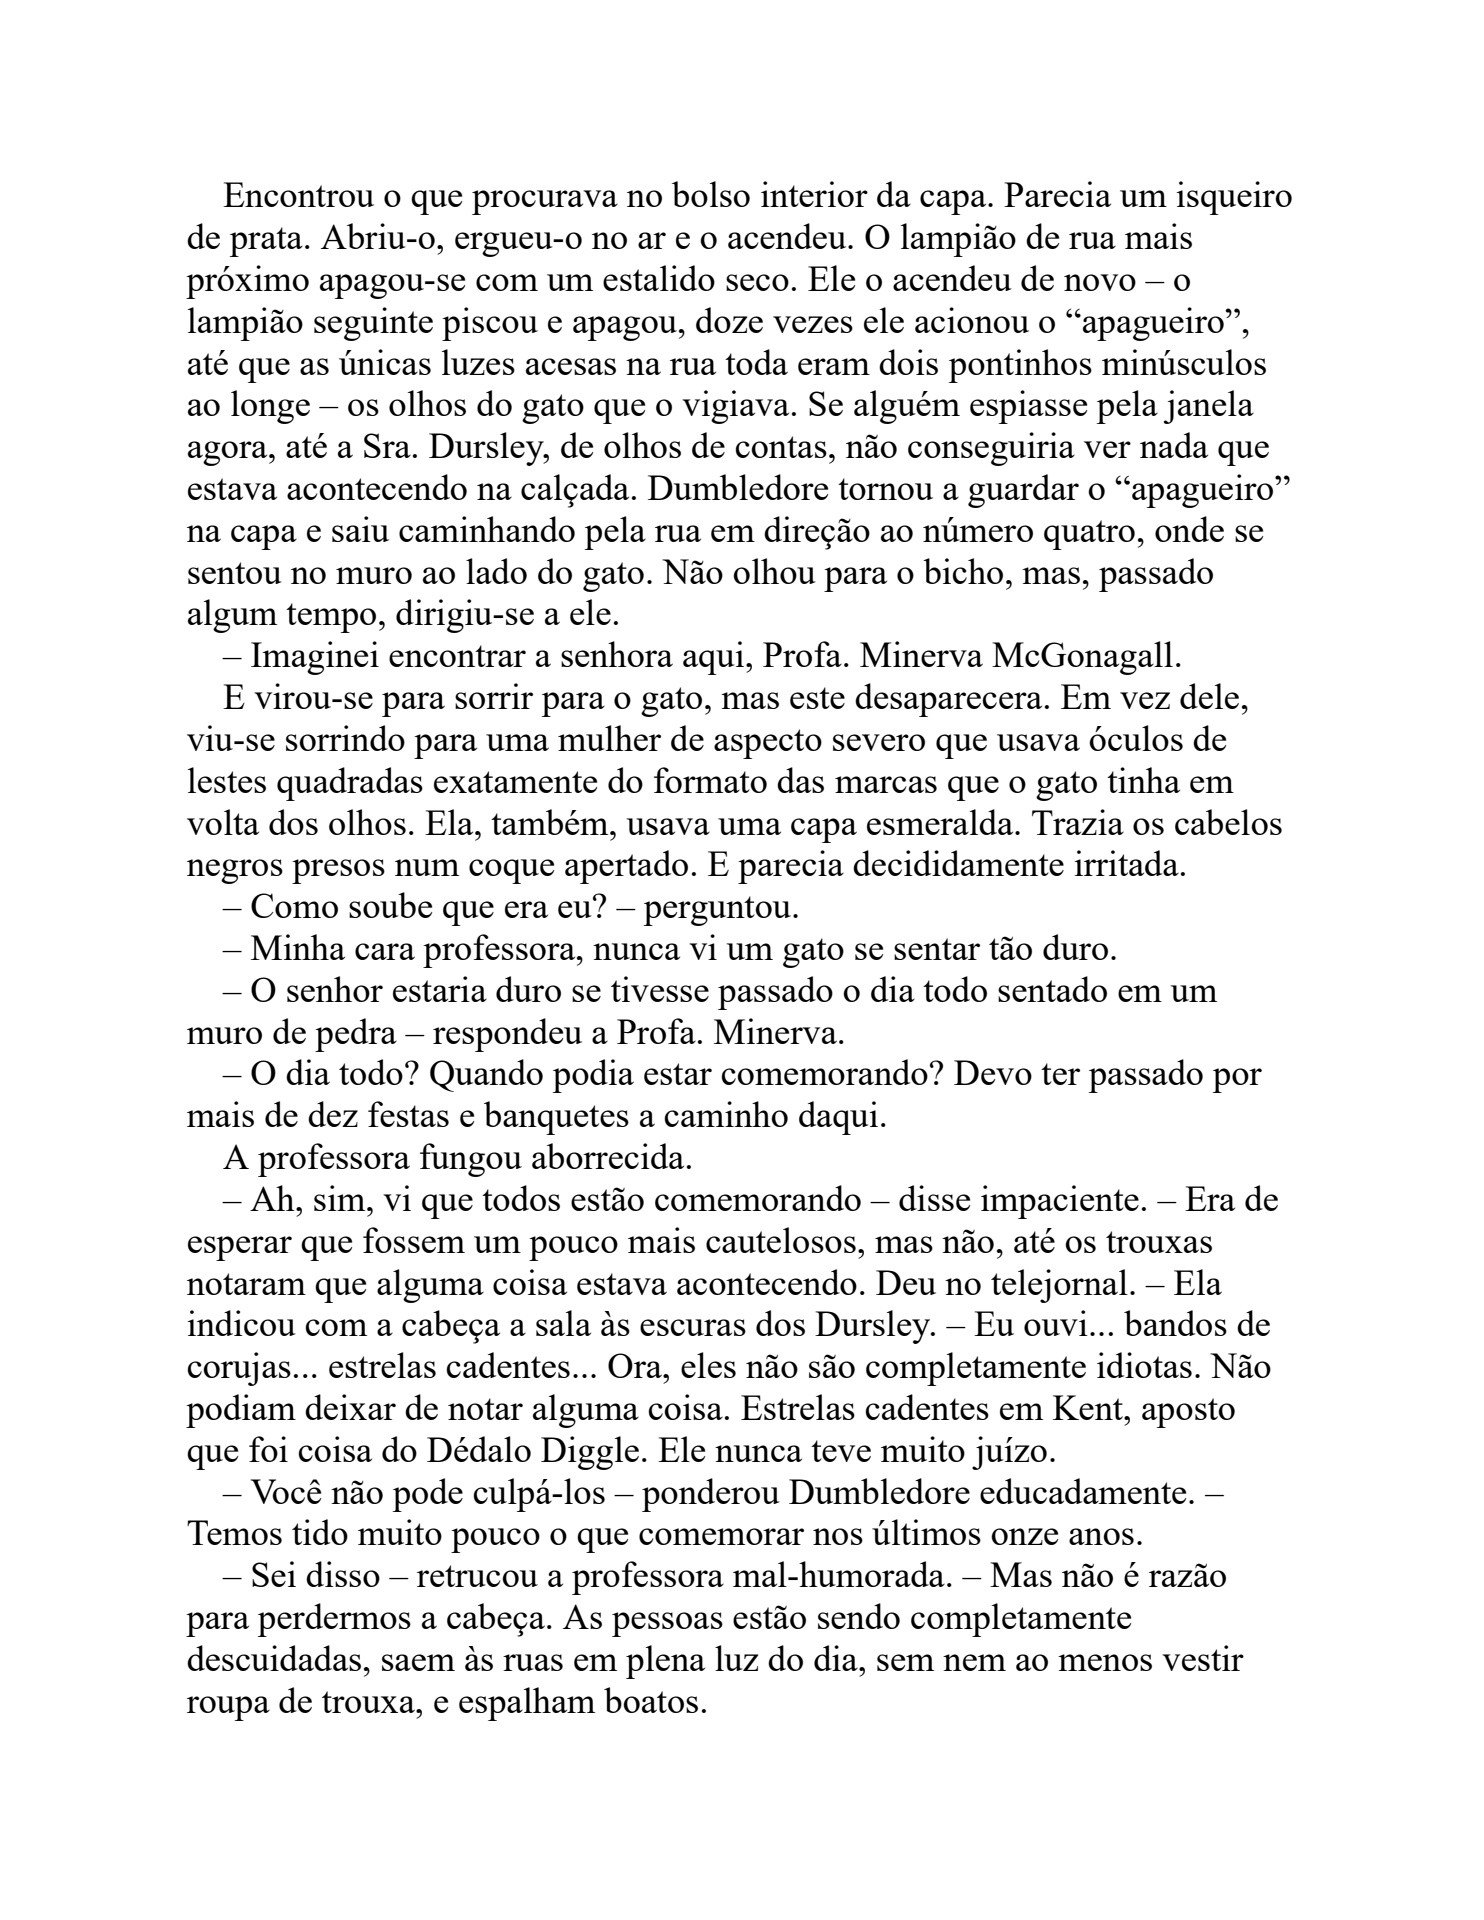 Encontrou o que procurava no bolso interior da capa. Parecia um isqueiro
de prata. Abriu-o, ergueu-o no ar e o acendeu. O lampião de rua mais
próximo apagou-se com um estalido seco. Ele o acendeu de novo – o
lampião seguinte piscou e apagou, doze vezes ele acionou o “apagueiro”,
até que as únicas luzes acesas na rua toda eram dois pontinhos minúsculos
ao longe – os olhos do gato que o vigiava. Se alguém espiasse pela janela
agora, até a Sra. Dursley, de olhos de contas, não conseguiria ver nada que
estava acontecendo na calçada. Dumbledore tornou a guardar o “apagueiro”
na capa e saiu caminhando pela rua em direção ao número quatro, onde se
sentou no muro ao lado do gato. Não olhou para o bicho, mas, passado
algum tempo, dirigiu-se a ele.
– Imaginei encontrar a senhora aqui, Profa. Minerva McGonagall.
E virou-se para sorrir para o gato, mas este desaparecera. Em vez dele,
viu-se sorrindo para uma mulher de aspecto severo que usava óculos de
lestes quadradas exatamente do formato das marcas que o gato tinha em
volta dos olhos. Ela, também, usava uma capa esmeralda. Trazia os cabelos
negros presos num coque apertado. E parecia decididamente irritada.
– Como soube que era eu? – perguntou.
– Minha cara professora, nunca vi um gato se sentar tão duro.
– O senhor estaria duro se tivesse passado o dia todo sentado em um
muro de pedra – respondeu a Profa. Minerva.
– O dia todo? Quando podia estar comemorando? Devo ter passado por
mais de dez festas e banquetes a caminho daqui.
A professora fungou aborrecida.
– Ah, sim, vi que todos estão comemorando – disse impaciente. – Era de
esperar que fossem um pouco mais cautelosos, mas não, até os trouxas
notaram que alguma coisa estava acontecendo. Deu no telejornal. – Ela
indicou com a cabeça a sala às escuras dos Dursley. – Eu ouvi... bandos de
corujas... estrelas cadentes... Ora, eles não são completamente idiotas. Não
podiam deixar de notar alguma coisa. Estrelas cadentes em Kent, aposto
que foi coisa do Dédalo Diggle. Ele nunca teve muito juízo.
– Você não pode culpá-los – ponderou Dumbledore educadamente. –
Temos tido muito pouco o que comemorar nos últimos onze anos.
– Sei disso – retrucou a professora mal-humorada. – Mas não é razão
para perdermos a cabeça. As pessoas estão sendo completamente
descuidadas, saem às ruas em plena luz do dia, sem nem ao menos vestir
roupa de trouxa, e espalham boatos.